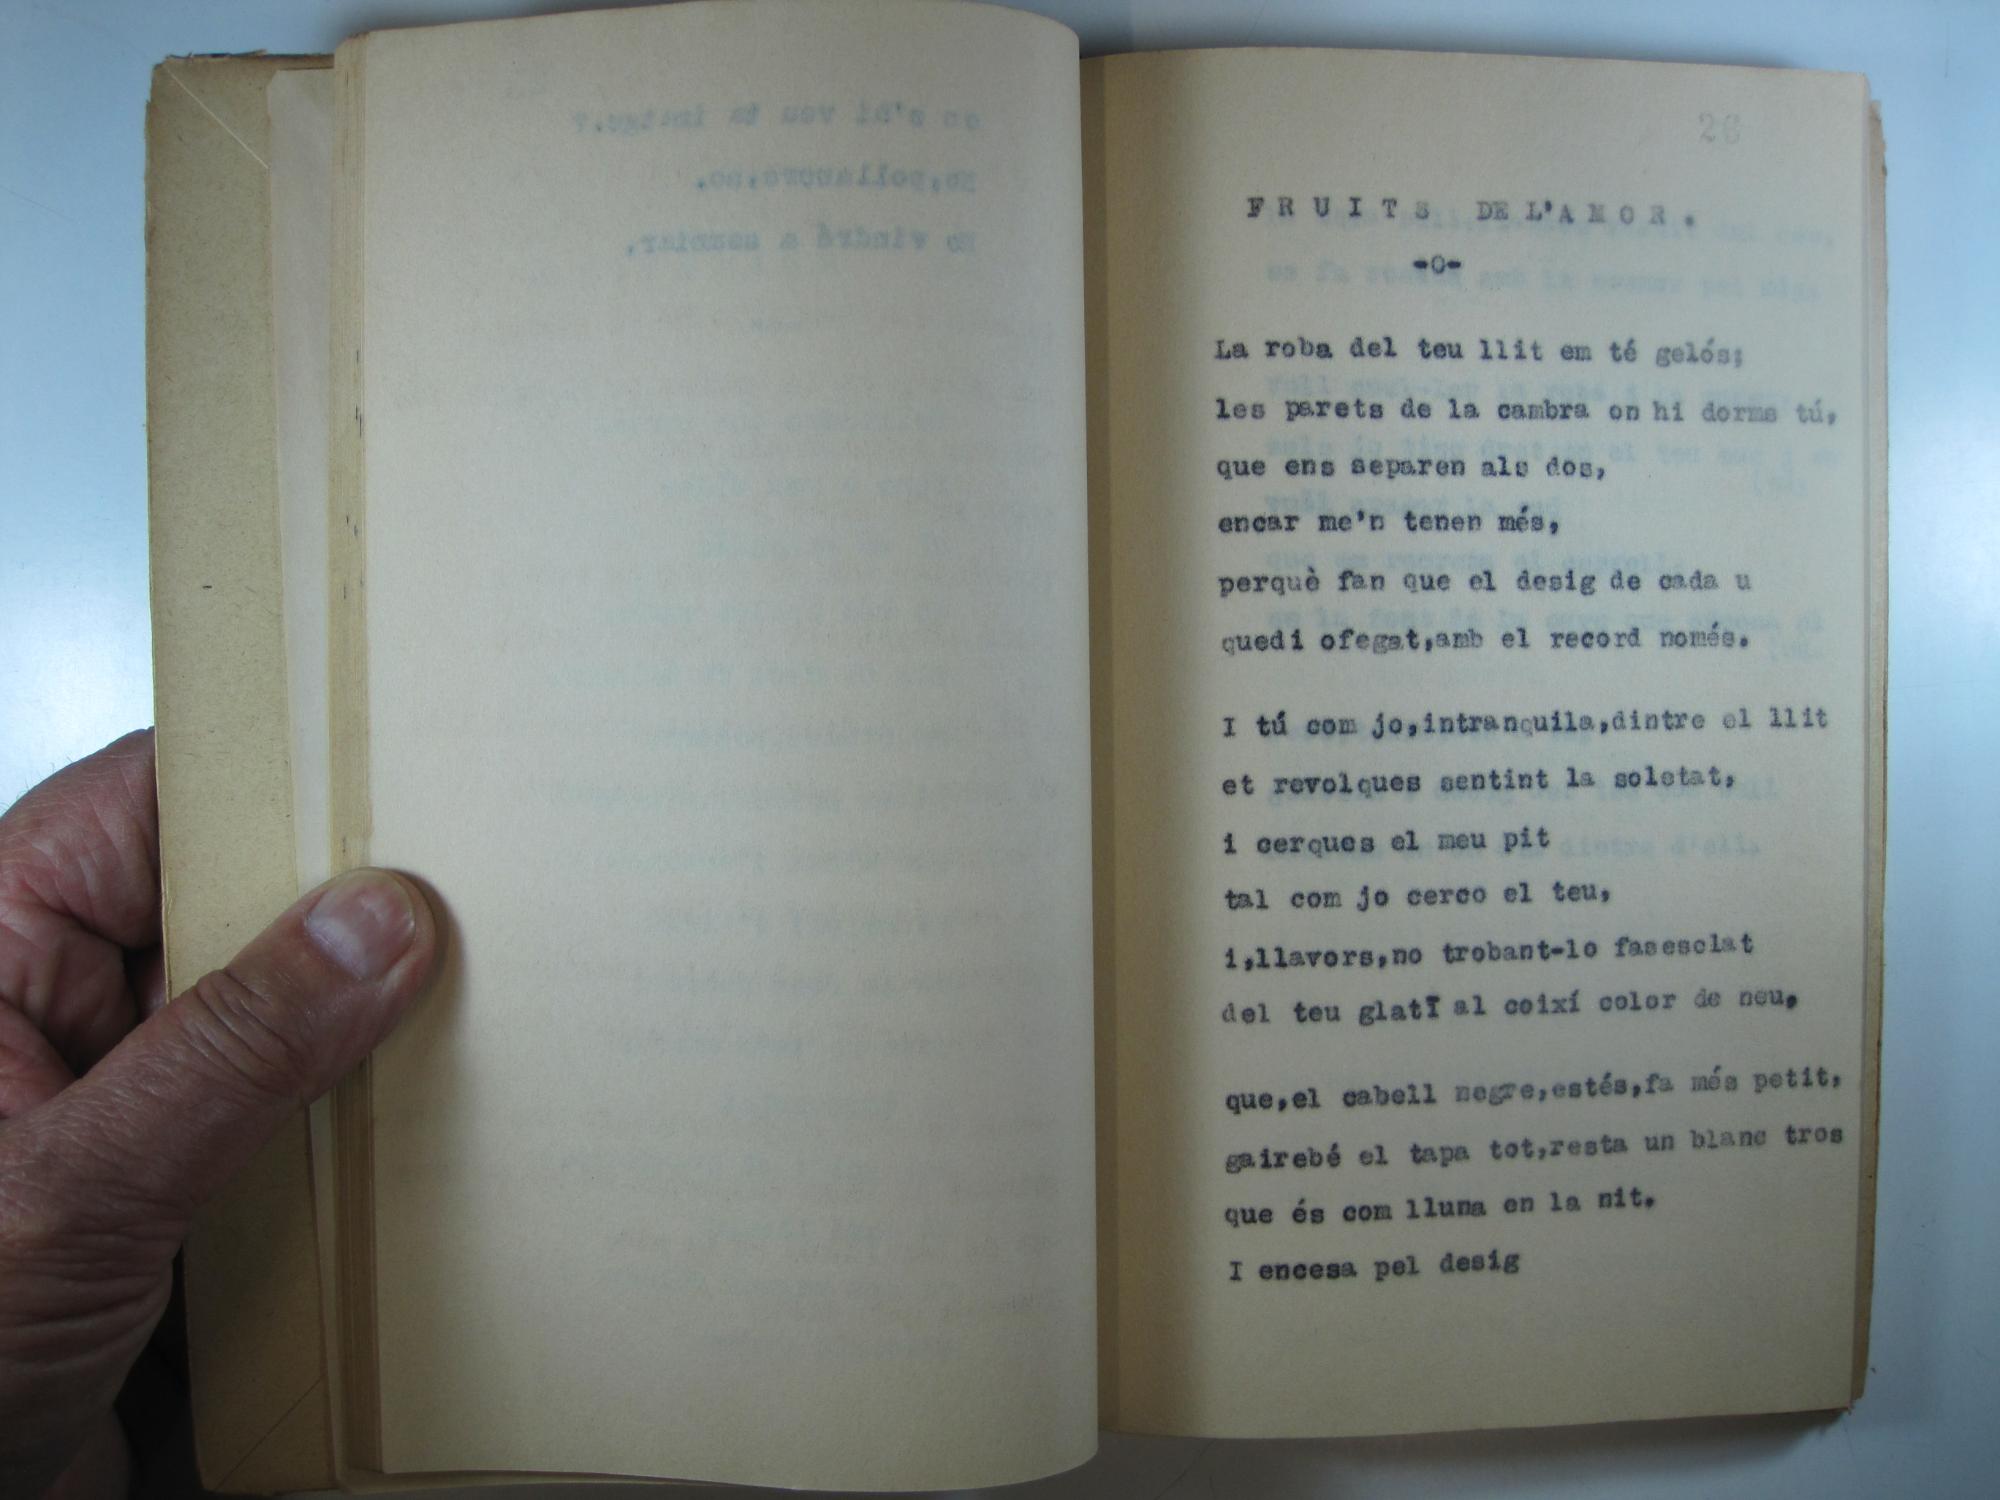 26
FRUITS DE L'AMOR.
-o-
La roba del teu llit em té gelós;
les parets de la cambra on hi dorms tú,
que ens separen als dos,
encar me'n tenen més,
perquè fan que el desig de cada u
quedi ofegat,amb el record només.
I tú com jo,intranquila,dintre el llit
et revolques sentint la soletat,
i cerques el meu pit
tal com jo cerco el teu,
i,llavors,no trobant-lo fasesclat
del teu glatí al coixí color de neu,
que,el cabell negre,estés,fa més petit,
gairebé el tapa tot,resta un blanc tros
que és com lluna en la nit.
I encesa pel desig